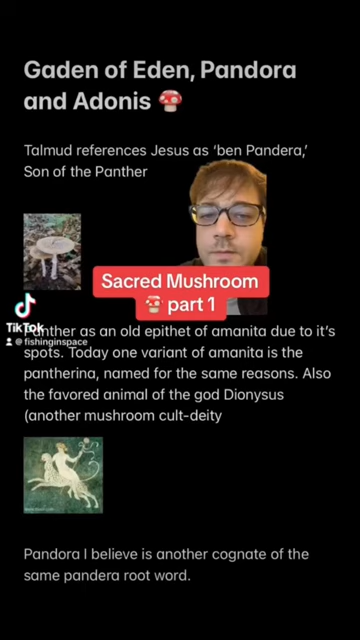 Gaden of Eden, Pandora
and Adonis 🍄
Talmud references Jesus as ‘ben Pandera,’
Son of the Panther
Sacred Mushroom
🍄 part 1
TikTok
@fishinginspace
anther as an old epithet of amanita due to it’s
spots. Today one variant of amanita is the
pantherina, named for the same reasons. Also
the favored animal of the god Dionysus
(another mushroom cult-deity
Pandora I believe is another cognate of the
same pandera root word.